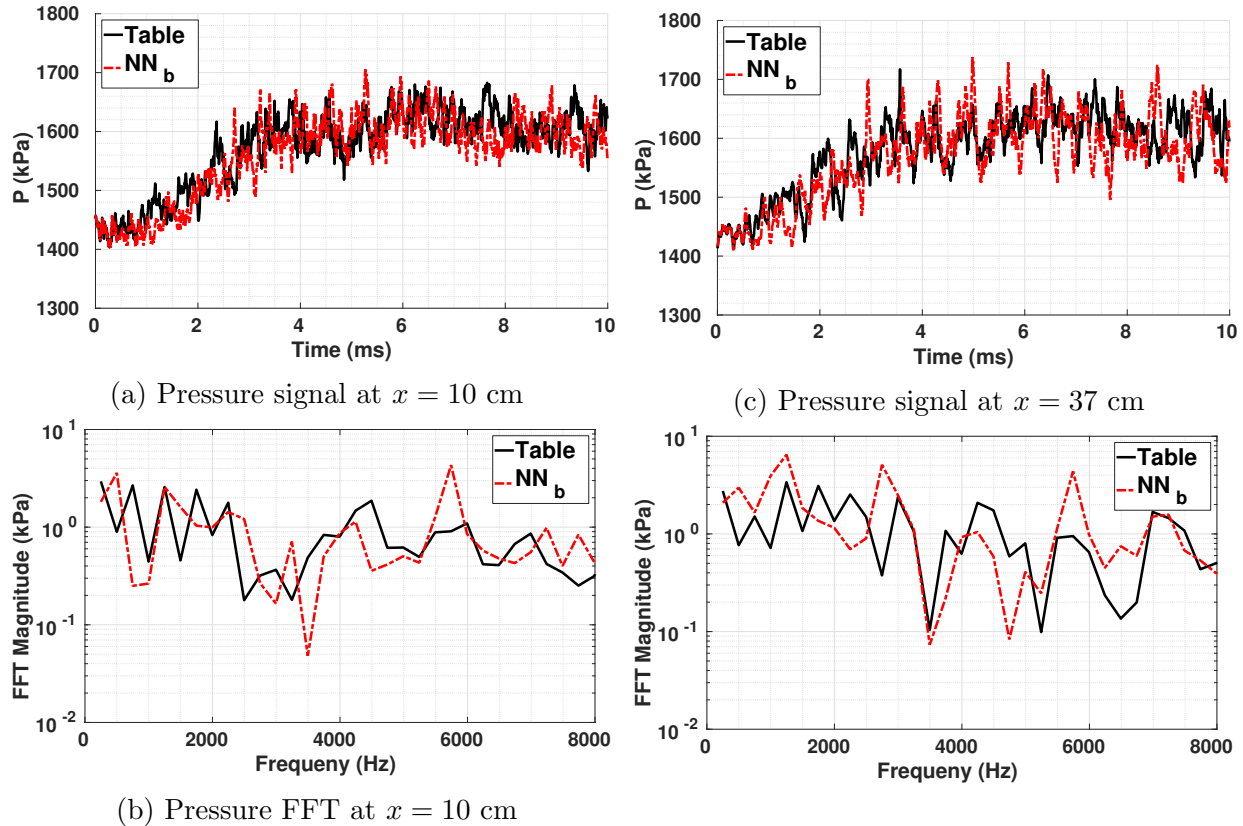 1800
1700
1600
1500
1400
1300
P (kPa)
Table
NN b
0 2 4 6 8 10
Time (ms)
(a) Pressure signal at x = 10 cm
1800
1700
1600
1500
1400
1300
P (kPa)
Table
NN b
0 2 4 6 8 10
Time (ms)
(c) Pressure signal at x = 37 cm
10 1
10 0
10 -1
10 -2
FFT Magnitude (kPa)
Table
NN b
0 2000 4000 6000 8000
Frequeny (Hz)
(b) Pressure FFT at x = 10 cm
10 1
10 0
10 -1
10 -2
FFT Magnitude (kPa)
Table
NN b
0 2000 4000 6000 8000
Frequeny (Hz)